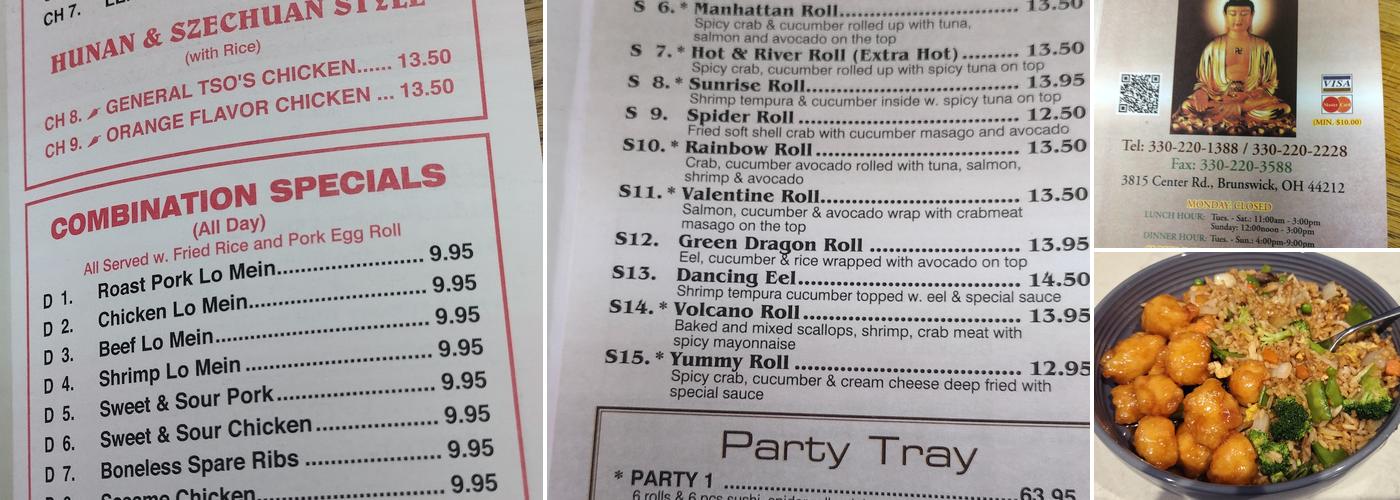 CH 7.
HUNAN & SZECHUAN STYLE
(with Rice)
CH 8. GENERAL TSO'S CHICKEN...... 13.50
CH 9. ORANGE FLAVOR CHICKEN ... 13.50
COMBINATION SPECIALS
(All Day)
All Served w. Fried Rice and Pork Egg Roll
D 1. Roast Pork Lo Mein.......................... 9.95
D 2. Chicken Lo Mein............................... 9.95
D 3. Beef Lo Mein.................................... 9.95
D 4. Shrimp Lo Mein ................................ 9.95
D 5. Sweet & Sour Pork........................... 9.95
D 6. Sweet & Sour Chicken..................... 9.95
D 7. Boneless Spare Ribs ....................... 9.95
Sesame Chicken................................ 9.95
S 6. * Manhattan Roll................................ 13.50
Spicy crab & cucumber rolled up with tuna,
salmon and avocado on the top
S 7. * Hot & River Roll (Extra Hot) .......... 13.50
Spicy crab, cucumber rolled up with spicy tuna on top
S 8. * Sunrise Roll..................................... 13.95
Shrimp tempura & cucumber inside w. spicy tuna on top
S 9. Spider Roll....................................... 12.50
Fried soft shell crab with cucumber masago and avocado
S10. * Rainbow Roll................................... 13.50
Crab, cucumber avocado rolled with tuna, salmon,
shrimp & avocado
S11. * Valentine Roll.................................. 13.50
Salmon, cucumber & avocado wrap with crabmeat
masago on the top
S12. Green Dragon Roll ........................... 13.95
Eel, cucumber & rice wrapped with avocado on top
S13. Dancing Eel...................................... 14.50
Shrimp tempura cucumber topped w. eel & special sauce
S14. * Volcano Roll .................................... 13.95
Baked and mixed scallops, shrimp, crab meat with
spicy mayonnaise
S15. * Yummy Roll ...................................... 12.95
Spicy crab, cucumber & cream cheese deep fried with
special sauce
Party Tray
* PARTY 1 ............................................. 63.95
VISA
Master Card
(MIN. $10.00)
Tel: 330-220-1388 / 330-220-2228
Fax: 330-220-3588
3815 Center Rd., Brunswick, OH 44212
MONDAY: CLOSED
LUNCH HOUR: Tues. - Sat.: 11:00am - 3:00pm
Sunday: 12:00noon - 3:00pm
DINNER HOUR: Tues. - Sun.: 4:00pm-9:00pm